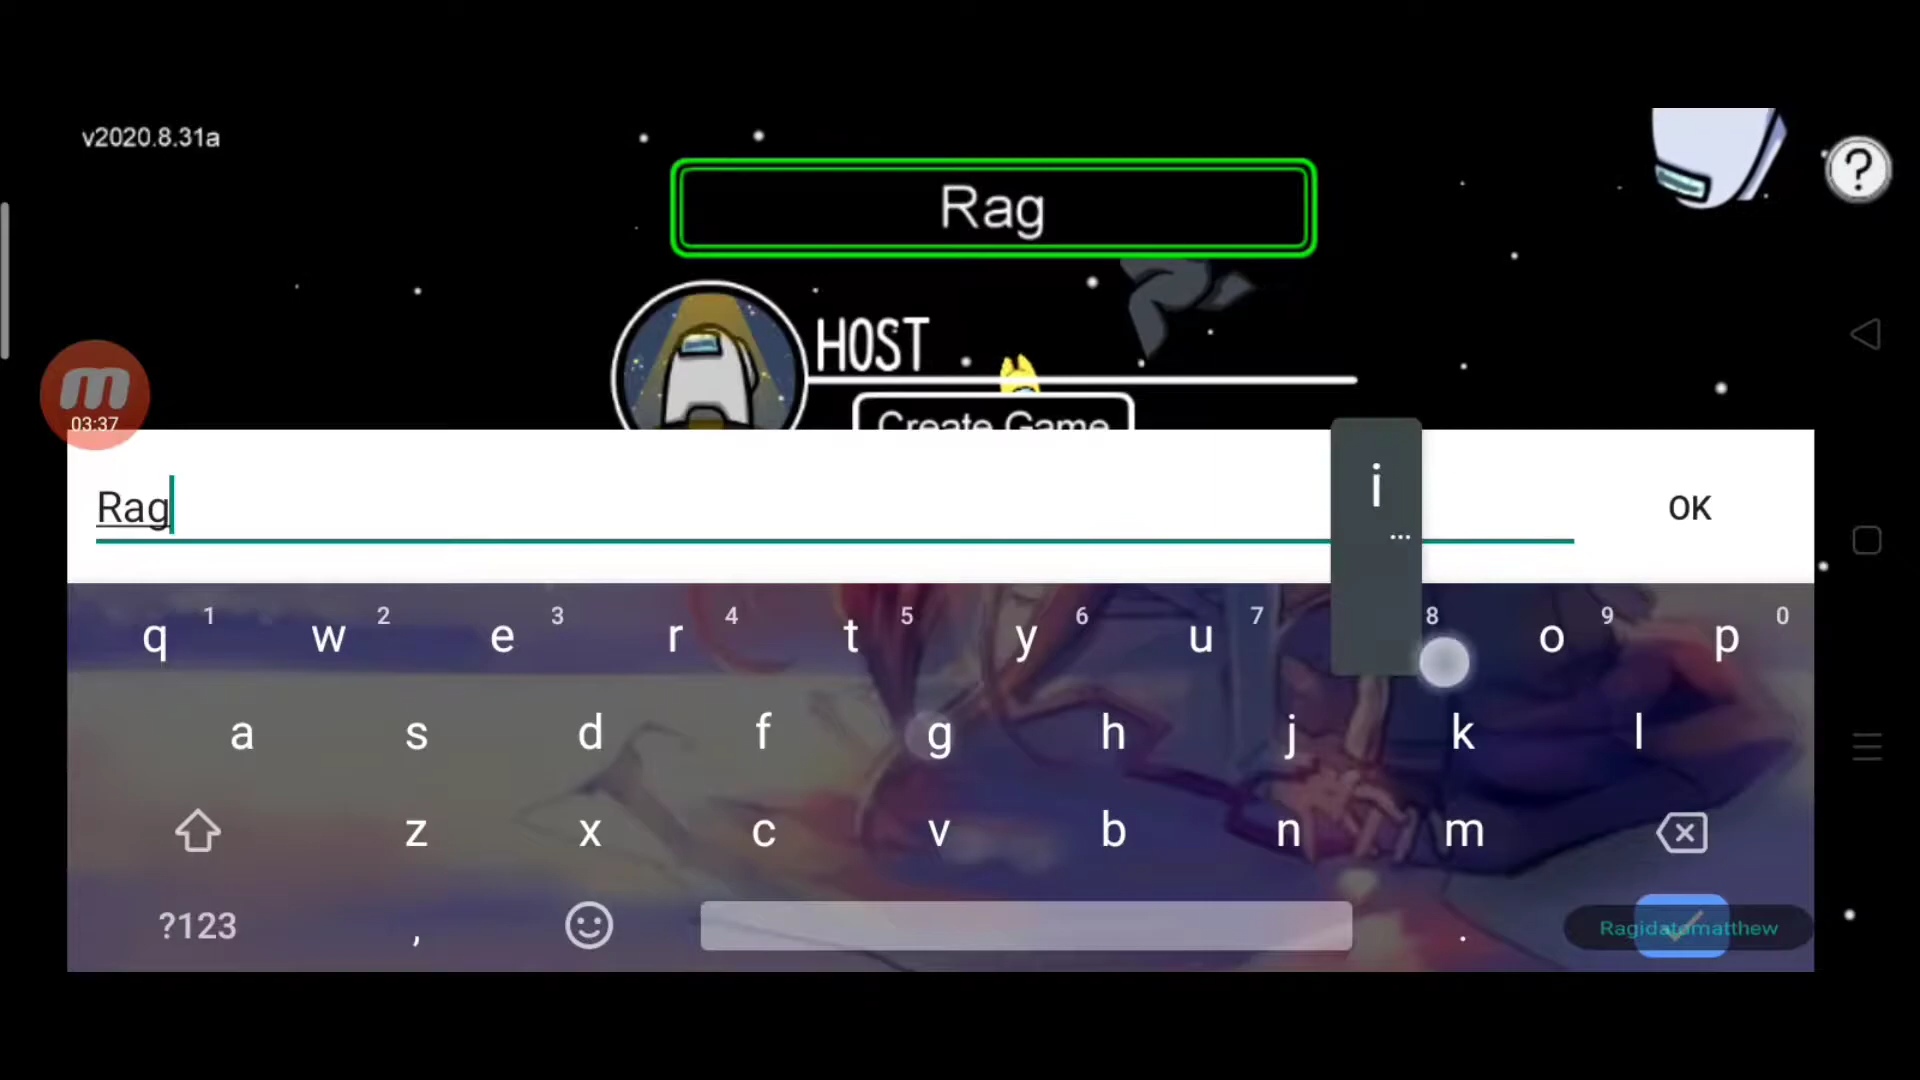 v2020.8.31a
Rag
HOST
Create Game
03:37
Rag
OK
i
...
1 2 3 4 5 6 7 8 9 0
q w e r t y u o p
a s d f g h j k l
z x c v b n m
?123 , .
Ragidatomatthew
?